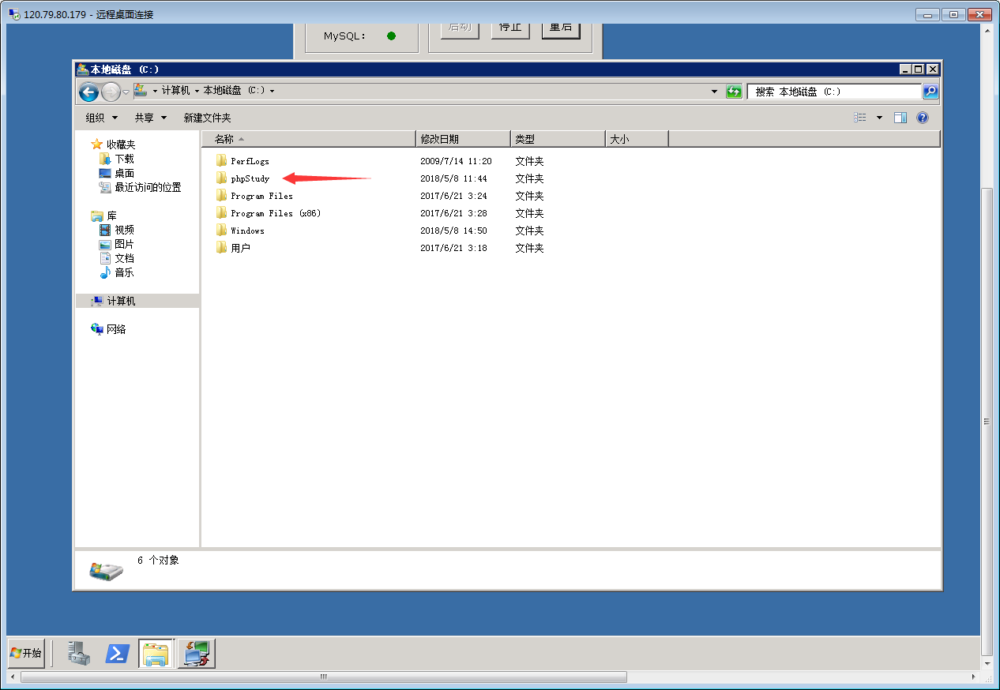 120.79.80.179 - 远程桌面连接
MySQL:
启动 停止 重启
本地磁盘 (C:)
计算机 本地磁盘 (C:)
搜索 本地磁盘 (C:)
组织 共享 新建文件夹
收藏夹
下载
桌面
最近访问的位置
库
视频
图片
文档
音乐
计算机
网络
名称 修改日期 类型 大小
PerfLogs 2009/7/14 11:20 文件夹
phpStudy 2018/5/8 11:44 文件夹
Program Files 2017/6/21 3:24 文件夹
Program Files (x86) 2017/6/21 3:28 文件夹
Windows 2018/5/8 14:50 文件夹
用户 2017/6/21 3:18 文件夹
6 个对象
开始